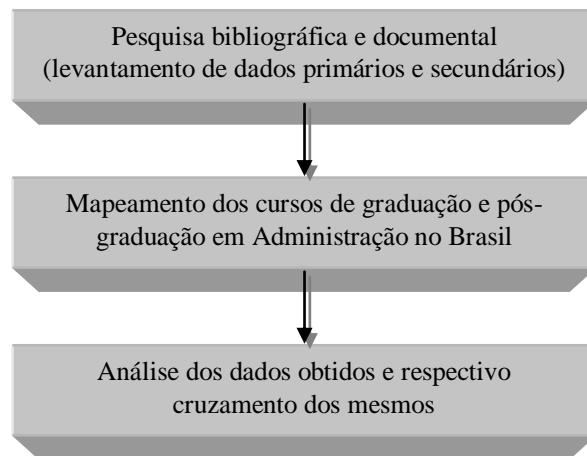 Pesquisa bibliográfica e documental
(levantamento de dados primários e secundários)
Mapeamento dos cursos de graduação e pós-
graduação em Administração no Brasil
Análise dos dados obtidos e respectivo
cruzamento dos mesmos